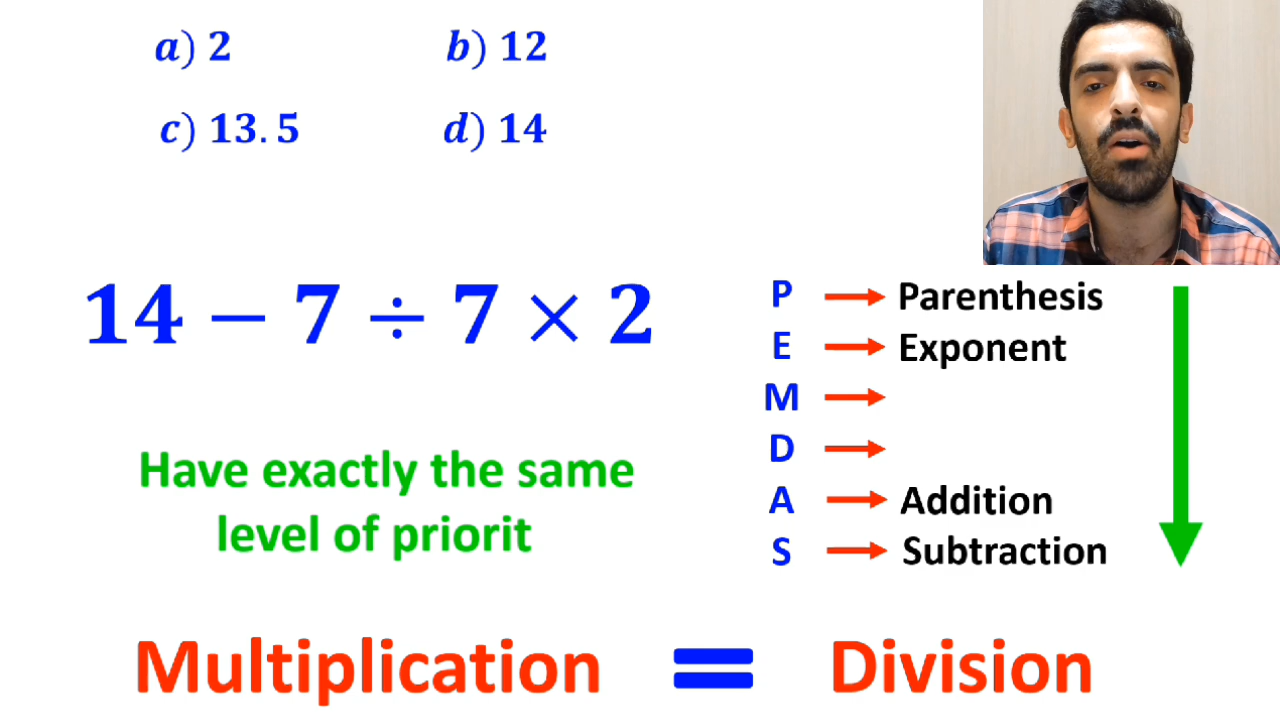 a) 2
b) 12
c) 13.5
d) 14
14 − 7 ÷ 7 × 2
P → Parenthesis
E → Exponent
M →
D →
A → Addition
S → Subtraction
Have exactly the same
level of priorit
Multiplication = Division